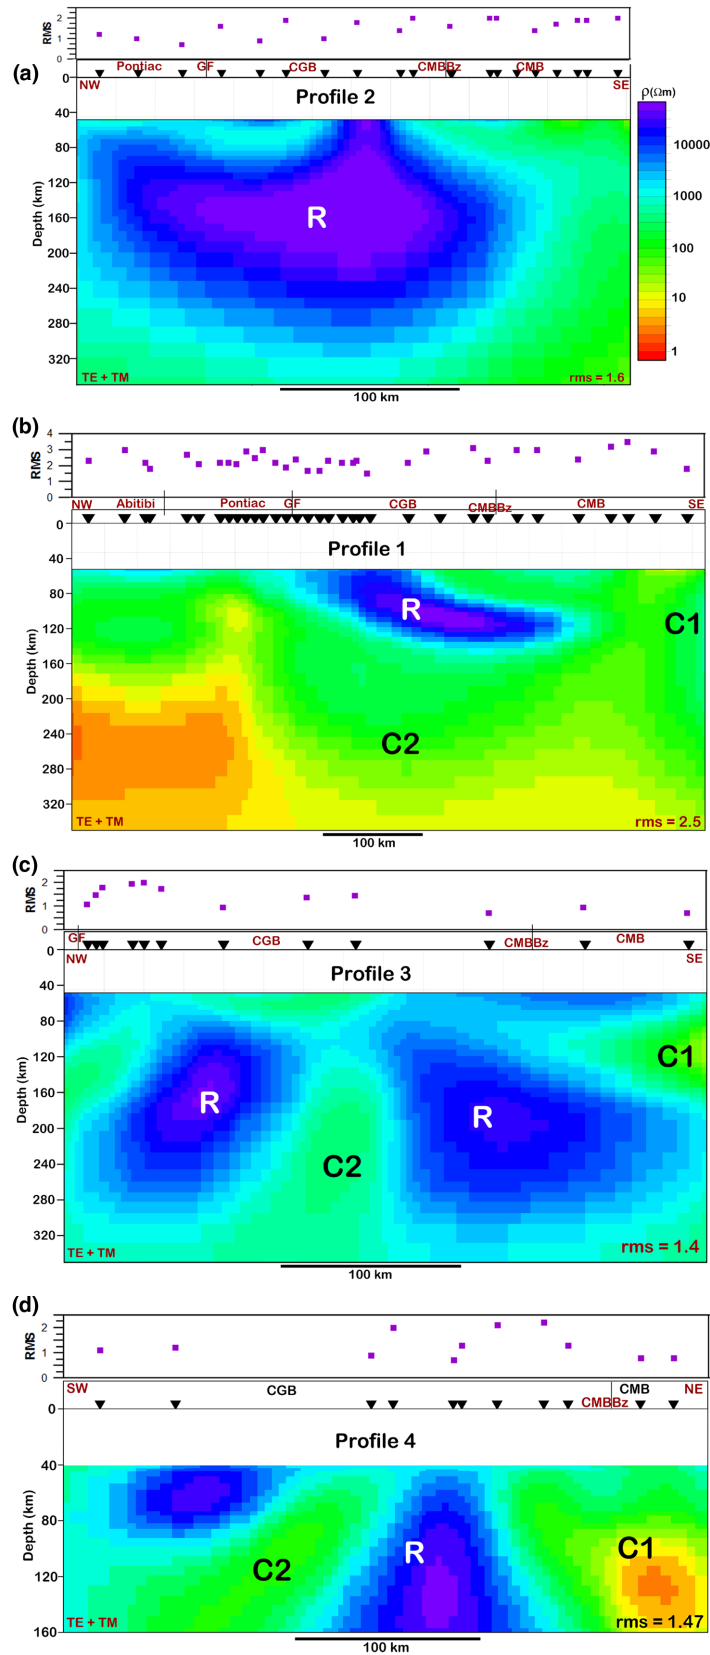 2
1
0
RMS
(a)
Pontiac GF CGB CMBBz CMB
NW SE
Profile 2
ρ(Ωm)
10000
1000
100
10
1
0
40
80
120
160
200
240
280
320
Depth (km)
R
TE + TM
rms = 1.6
100 km
(b)
4
3
2
1
0
RMS
NW Abitibi Pontiac GF CGB CMBBz CMB SE
Profile 1
0
40
80
120
160
200
240
280
320
Depth (km)
R
C1
C2
TE + TM
rms = 2.5
100 km
(c)
2
1
0
RMS
GF CGB CMBBz CMB
NW SE
Profile 3
0
40
80
120
160
200
240
280
320
Depth (km)
R
R
C1
C2
TE + TM
rms = 1.4
100 km
(d)
2
1
0
RMS
SW CGB CMB NE
CMBBz
Profile 4
0
40
80
120
160
Depth (km)
R
C1
C2
TE + TM
rms = 1.47
100 km